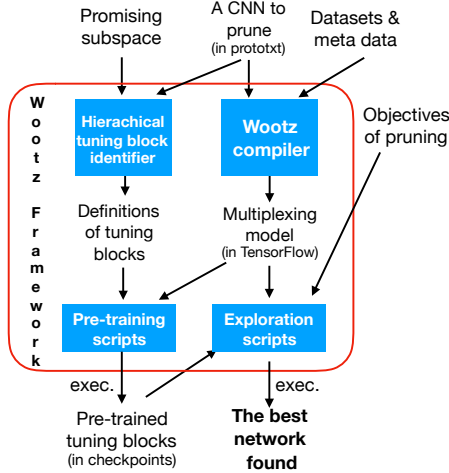 Promising
subspace
A CNN to
prune
(in prototxt)
Datasets &
meta data
Wootz Framework
Hierachical
tuning block
identifier
Wootz
compiler
Objectives
of pruning
Definitions
of tuning
blocks
Multiplexing
model
(in TensorFlow)
Pre-training
scripts
Exploration
scripts
exec.
exec.
Pre-trained
tuning blocks
(in checkpoints)
The best
network
found